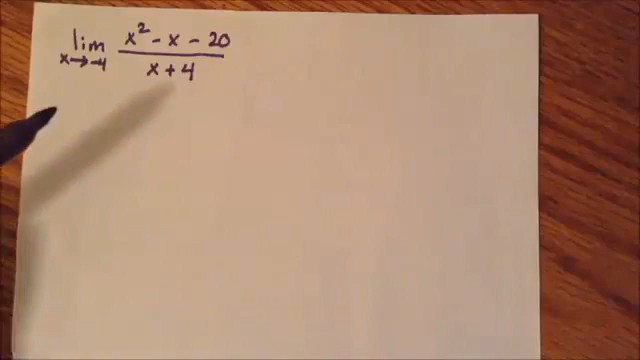 lim x² - x - 20
x→-4 x + 4